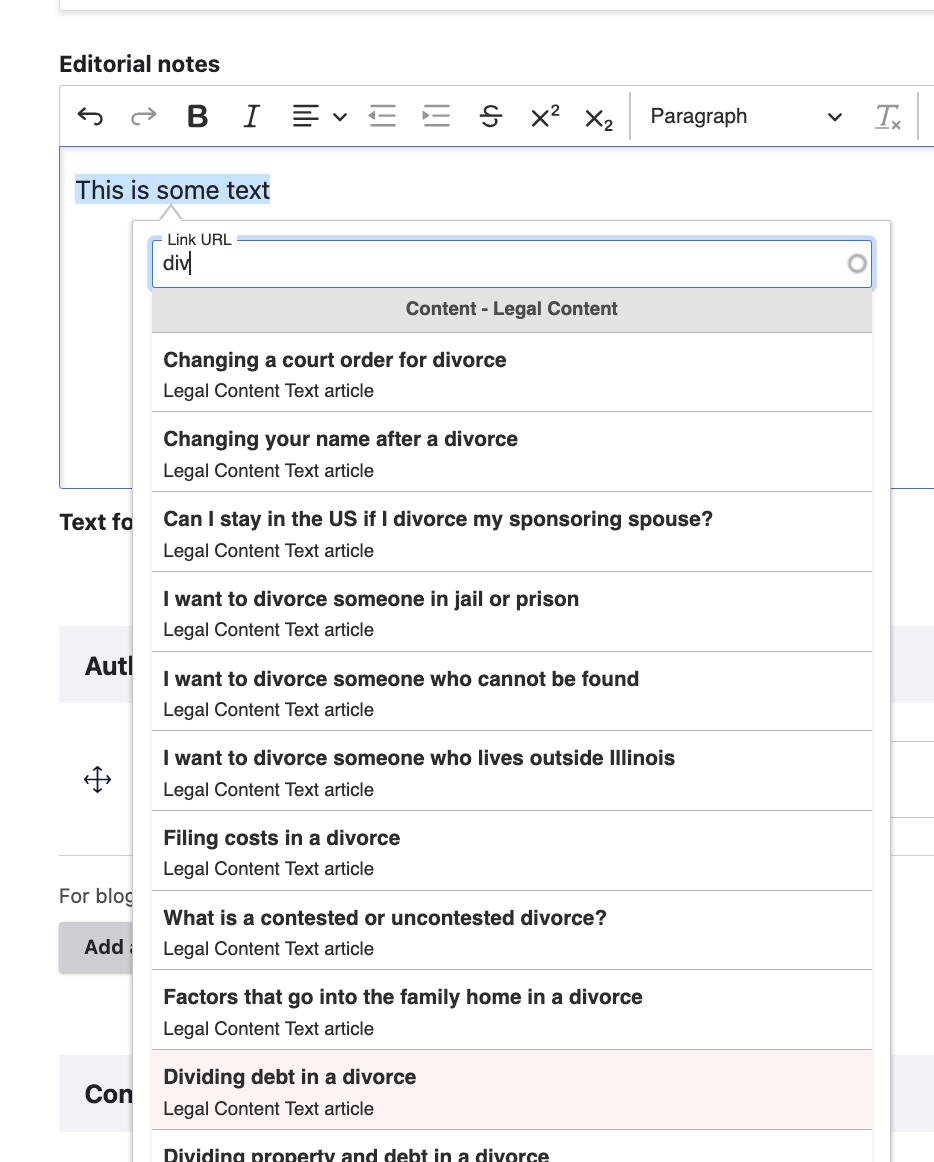 Editorial notes
B I X2 X2 Paragraph Tx
This is some text
Link URL
div
Content - Legal Content
Changing a court order for divorce
Legal Content Text article
Changing your name after a divorce
Legal Content Text article
Can I stay in the US if I divorce my sponsoring spouse?
Legal Content Text article
I want to divorce someone in jail or prison
Legal Content Text article
I want to divorce someone who cannot be found
Legal Content Text article
I want to divorce someone who lives outside Illinois
Legal Content Text article
Filing costs in a divorce
Legal Content Text article
What is a contested or uncontested divorce?
Legal Content Text article
Factors that go into the family home in a divorce
Legal Content Text article
Dividing debt in a divorce
Legal Content Text article
Dividing property and debt in a divorce
Text fo
Auth
For blog
Add a
Con